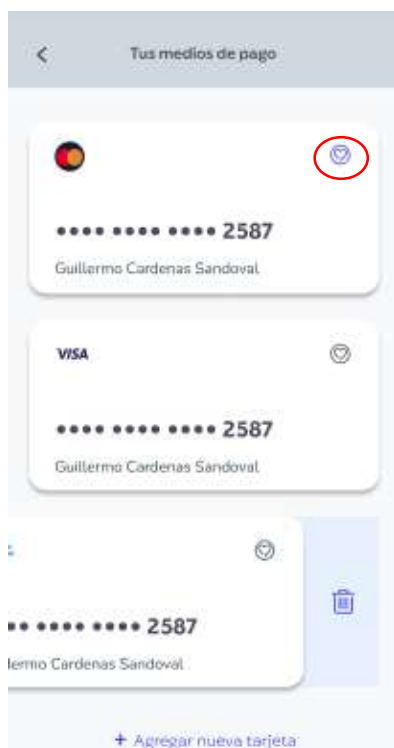 Tus medios de pago
•••• •••• •••• 2587
Guillermo Cardenas Sandoval
VISA
•••• •••• •••• 2587
Guillermo Cardenas Sandoval
•• •••• •••• 2587
lermo Cardenas Sandoval
+ Agregar nueva tarjeta